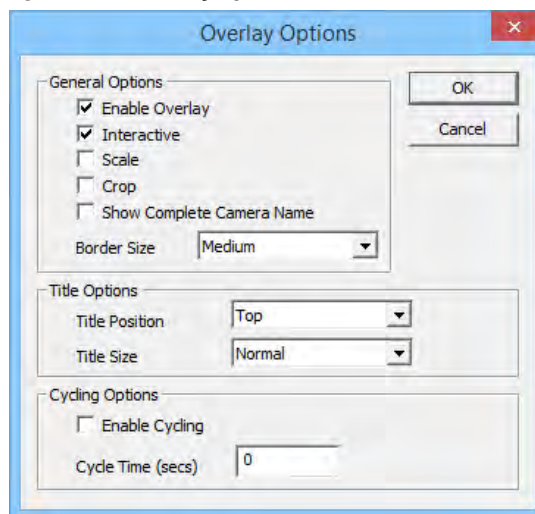 Overlay Options
General Options
Enable Overlay
Interactive
Scale
Crop
Show Complete Camera Name
Border Size Medium
OK
Cancel
Title Options
Title Position Top
Title Size Normal
Cycling Options
Enable Cycling
Cycle Time (secs) 0